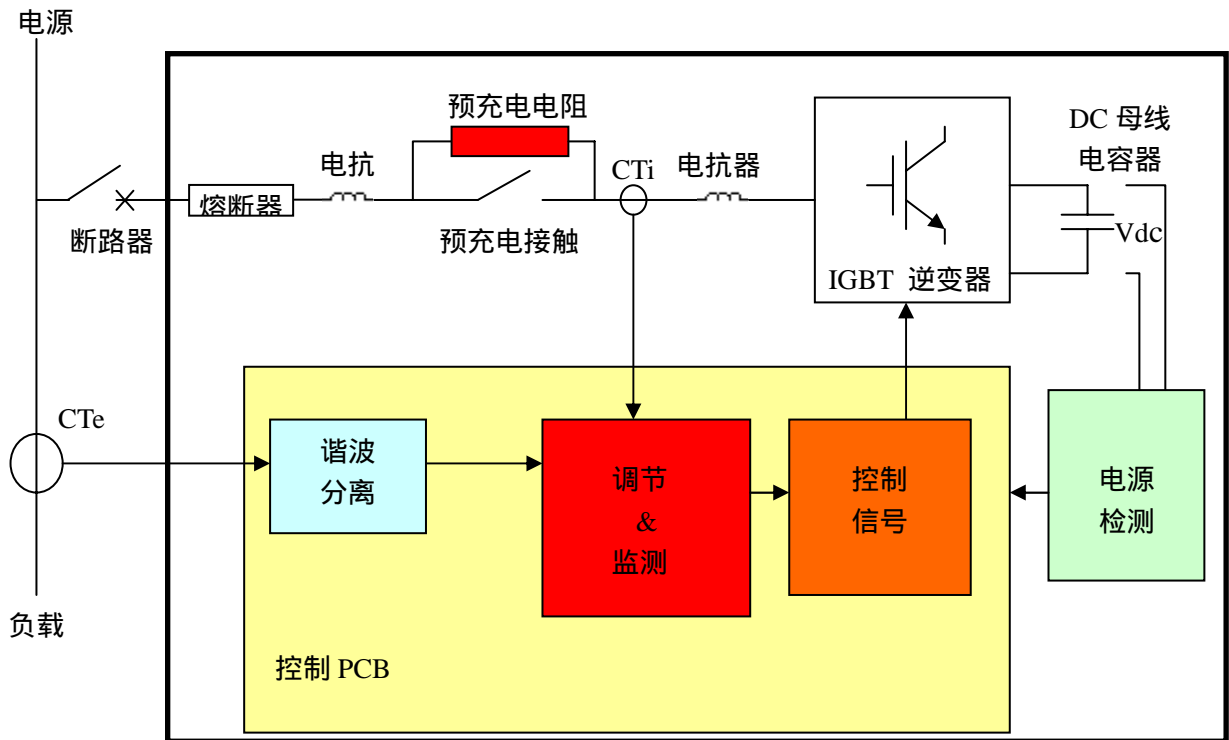 电源
预充电电阻
DC 母线
电容器
电抗
CTi
电抗器
熔断器
断路器
预充电接触
Vdc
IGBT 逆变器
CTe
谐波
分离
调节
&
监测
控制
信号
电源
检测
负载
控制 PCB